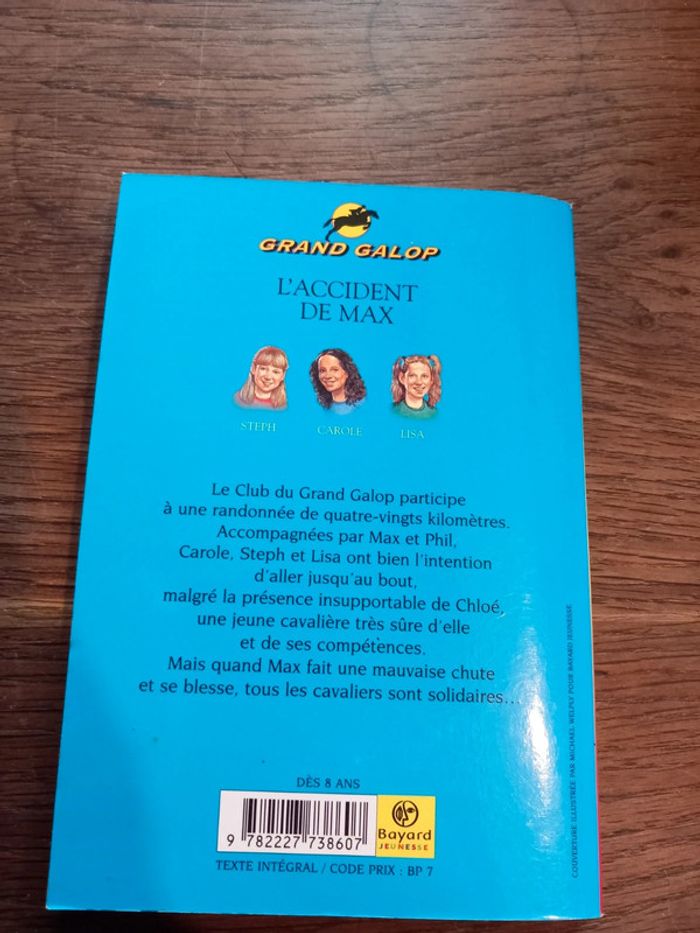 GRAND GALOP
L'ACCIDENT
DE MAX
STEPH CAROLE LISA
Le Club du Grand Galop participe
à une randonnée de quatre-vingts kilomètres.
Accompagnées par Max et Phil,
Carole, Steph et Lisa ont bien l'intention
d'aller jusqu'au bout,
malgré la présence insupportable de Chloé,
une jeune cavalière très sûre d'elle
et de ses compétences.
Mais quand Max fait une mauvaise chute
et se blesse, tous les cavaliers sont solidaires...
DÈS 8 ANS
9 782227 738607
Bayard
JEUNESSE
TEXTE INTÉGRAL / CODE PRIX : BP 7
COUVERTURE ILLUSTRÉE PAR MICHAEL WELPLY POUR BAYARD JEUNESSE